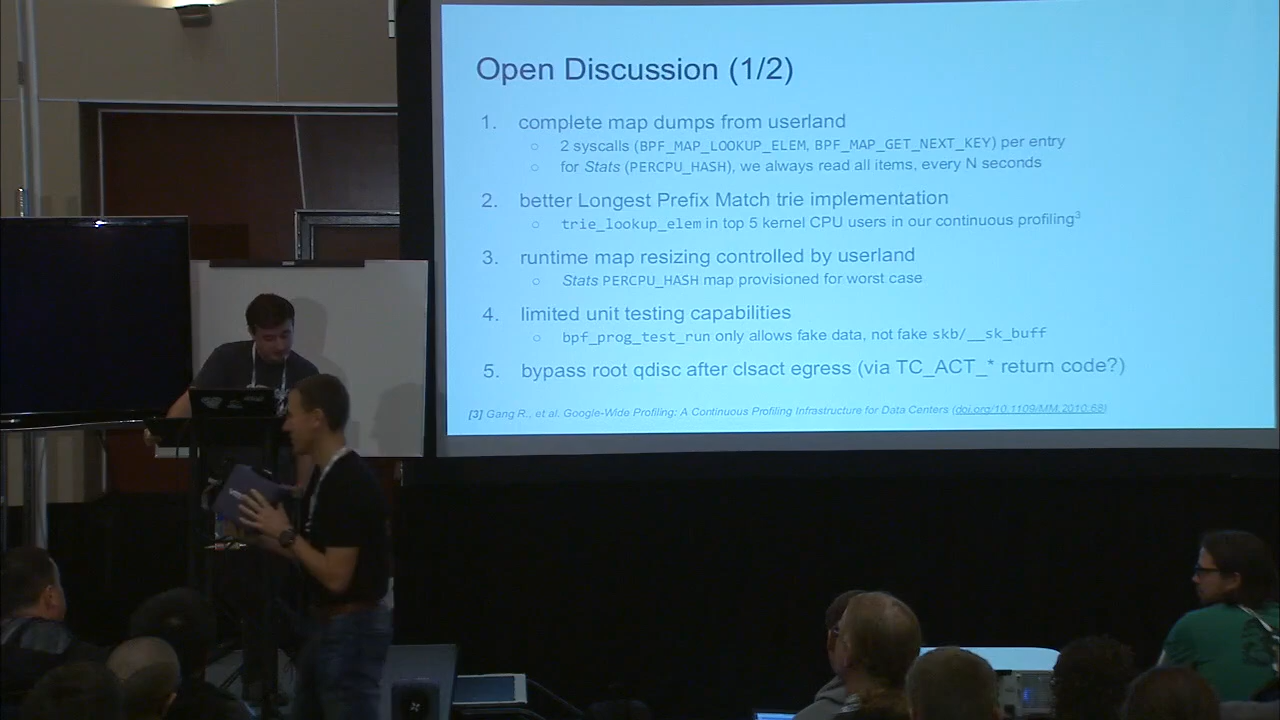 Open Discussion (1/2)
1. complete map dumps from userland
○ 2 syscalls (BPF_MAP_LOOKUP_ELEM, BPF_MAP_GET_NEXT_KEY) per entry
○ for Stats (PERCPU_HASH), we always read all items, every N seconds
2. better Longest Prefix Match trie implementation
○ trie_lookup_elem in top 5 kernel CPU users in our continuous profiling3
3. runtime map resizing controlled by userland
○ Stats PERCPU_HASH map provisioned for worst case
4. limited unit testing capabilities
○ bpf_prog_test_run only allows fake data, not fake skb/__sk_buff
5. bypass root qdisc after clsact egress (via TC_ACT_* return code?)
[3] Gang R., et al. Google-Wide Profiling: A Continuous Profiling Infrastructure for Data Centers (doi.org/10.1109/MM.2010.68)